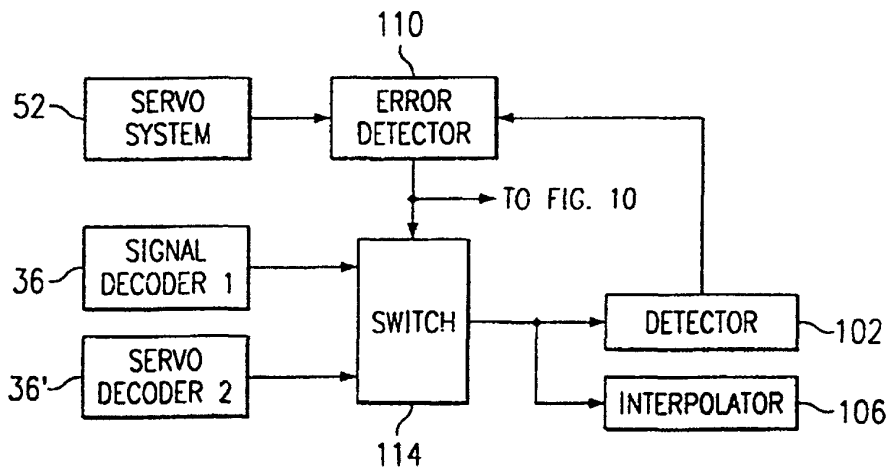 110
52
SERVO
SYSTEM
ERROR
DETECTOR
TO FIG. 10
36
SIGNAL
DECODER 1
SWITCH
DETECTOR
102
36'
SERVO
DECODER 2
INTERPOLATOR
106
114